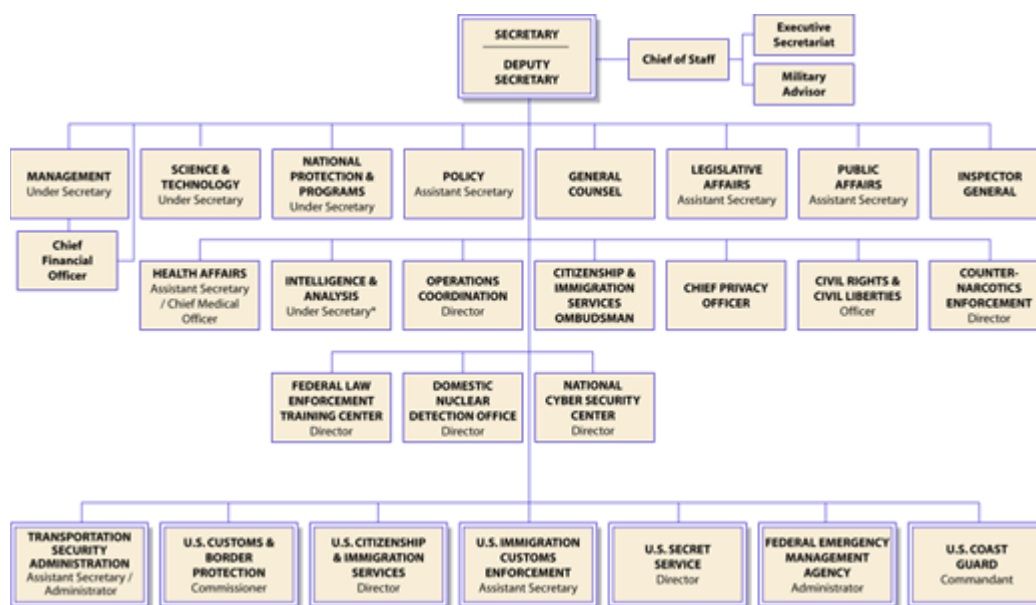 SECRETARY
DEPUTY
SECRETARY
Chief of Staff
Executive
Secretariat
Military
Advisor
MANAGEMENT
Under Secretary
SCIENCE &
TECHNOLOGY
Under Secretary
NATIONAL
PROTECTION &
PROGRAMS
Under Secretary
POLICY
Assistant Secretary
GENERAL
COUNSEL
LEGISLATIVE
AFFAIRS
Assistant Secretary
PUBLIC
AFFAIRS
Assistant Secretary
INSPECTOR
GENERAL
Chief
Financial
Officer
HEALTH AFFAIRS
Assistant Secretary
/ Chief Medical
Officer
INTELLIGENCE &
ANALYSIS
Under Secretary*
OPERATIONS
COORDINATION
Director
CITIZENSHIP &
IMMIGRATION
SERVICES
OMBUDSMAN
CHIEF PRIVACY
OFFICER
CIVIL RIGHTS &
CIVIL LIBERTIES
Officer
COUNTER-
NARCOTICS
ENFORCEMENT
Director
FEDERAL LAW
ENFORCEMENT
TRAINING CENTER
Director
DOMESTIC
NUCLEAR
DETECTION OFFICE
Director
NATIONAL
CYBER SECURITY
CENTER
Director
TRANSPORTATION
SECURITY
ADMINISTRATION
Assistant Secretary /
Administrator
U.S. CUSTOMS &
BORDER
PROTECTION
Commissioner
U.S. CITIZENSHIP
& IMMIGRATION
SERVICES
Director
U.S. IMMIGRATION
CUSTOMS
ENFORCEMENT
Assistant Secretary
U.S. SECRET
SERVICE
Director
FEDERAL EMERGENCY
MANAGEMENT
AGENCY
Administrator
U.S. COAST
GUARD
Commandant